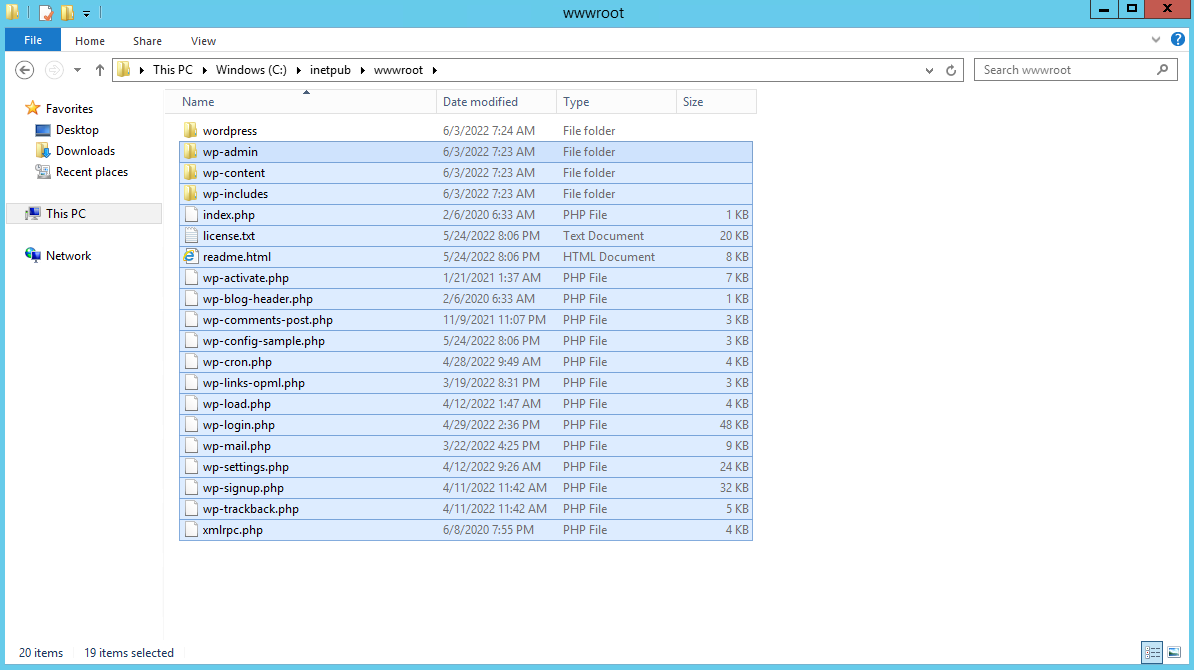 wwwroot
File Home Share View
This PC Windows (C:) inetpub wwwroot Search wwwroot
Name Date modified Type Size
Favorites
Desktop
Downloads
Recent places
This PC
Network
wordpress 6/3/2022 7:24 AM File folder
wp-admin 6/3/2022 7:23 AM File folder
wp-content 6/3/2022 7:23 AM File folder
wp-includes 6/3/2022 7:23 AM File folder
index.php 2/6/2020 6:33 AM PHP File 1 KB
license.txt 5/24/2022 8:06 PM Text Document 20 KB
readme.html 5/24/2022 8:06 PM HTML Document 8 KB
wp-activate.php 1/21/2021 1:37 AM PHP File 7 KB
wp-blog-header.php 2/6/2020 6:33 AM PHP File 1 KB
wp-comments-post.php 11/9/2021 11:07 PM PHP File 3 KB
wp-config-sample.php 5/24/2022 8:06 PM PHP File 3 KB
wp-cron.php 4/28/2022 9:49 AM PHP File 4 KB
wp-links-opml.php 3/19/2022 8:31 PM PHP File 3 KB
wp-load.php 4/12/2022 1:47 AM PHP File 4 KB
wp-login.php 4/29/2022 2:36 PM PHP File 48 KB
wp-mail.php 3/22/2022 4:25 PM PHP File 9 KB
wp-settings.php 4/12/2022 9:26 AM PHP File 24 KB
wp-signup.php 4/11/2022 11:42 AM PHP File 32 KB
wp-trackback.php 4/11/2022 11:42 AM PHP File 5 KB
xmlrpc.php 6/8/2020 7:55 PM PHP File 4 KB
20 items 19 items selected